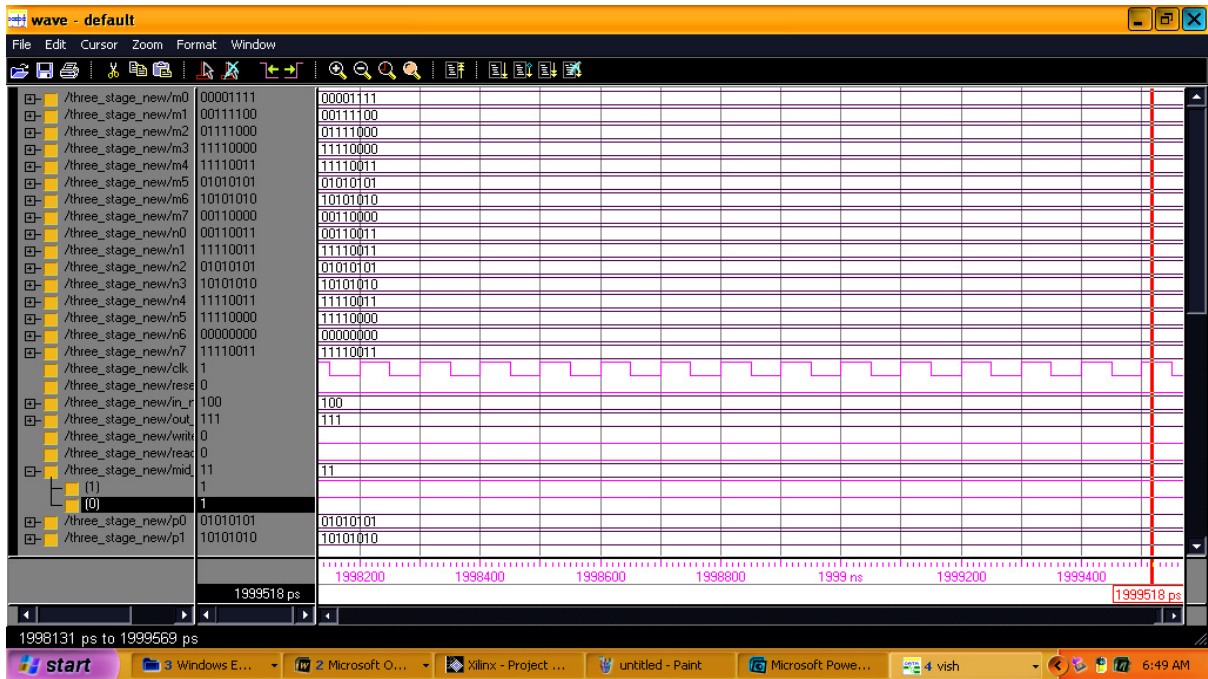 wave - default
File Edit Cursor Zoom Format Window
/three_stage_new/m0 00001111 00001111
/three_stage_new/m1 00111100 00111100
/three_stage_new/m2 01111000 01111000
/three_stage_new/m3 11110000 11110000
/three_stage_new/m4 11110011 11110011
/three_stage_new/m5 01010101 01010101
/three_stage_new/m6 10101010 10101010
/three_stage_new/m7 00110000 00110000
/three_stage_new/n0 00110011 00110011
/three_stage_new/n1 11110011 11110011
/three_stage_new/n2 01010101 01010101
/three_stage_new/n3 10101010 10101010
/three_stage_new/n4 11110011 11110011
/three_stage_new/n5 11110000 11110000
/three_stage_new/n6 00000000 00000000
/three_stage_new/n7 11110011 11110011
/three_stage_new/clk 1
/three_stage_new/rese 0
/three_stage_new/in_r 100 100
/three_stage_new/out_ 111 111
/three_stage_new/write 0
/three_stage_new/read 0
/three_stage_new/mid_ 11 11
(1) 1
(0) 1
/three_stage_new/p0 01010101 01010101
/three_stage_new/p1 10101010 10101010
1998200 1998400 1998600 1998800 1999 ns 1999200 1999400
1999518 ps 1999518 ps
1998131 ps to 1999569 ps
start 3 Windows E... 2 Microsoft O... Xilinx - Project ... untitled - Paint Microsoft Powe... 4 vish 6:49 AM